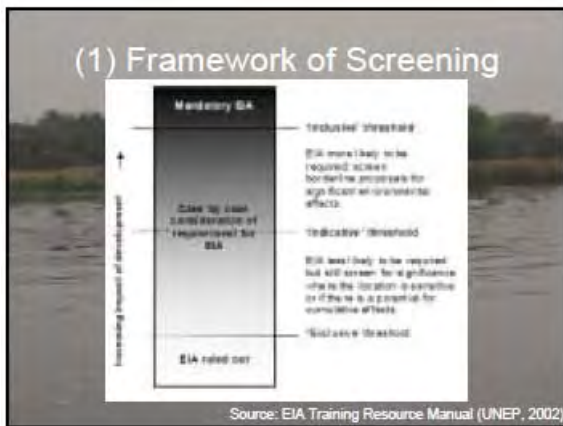 (1) Framework of Screening
Mandatory EIA
'Inclusive' threshold
EIA more likely to be
required: screen
borderline proposals for
significant environmental
effects.
Increasing impact of development
Case by case
consideration of
requirement for
EIA
'Indicative' threshold
EIA less likely to be required
but still screen for significance
where the location is sensitive
or if there is a potential for
cumulative effects
'Exclusive' threshold
EIA ruled out
Source: EIA Training Resource Manual (UNEP, 2002)